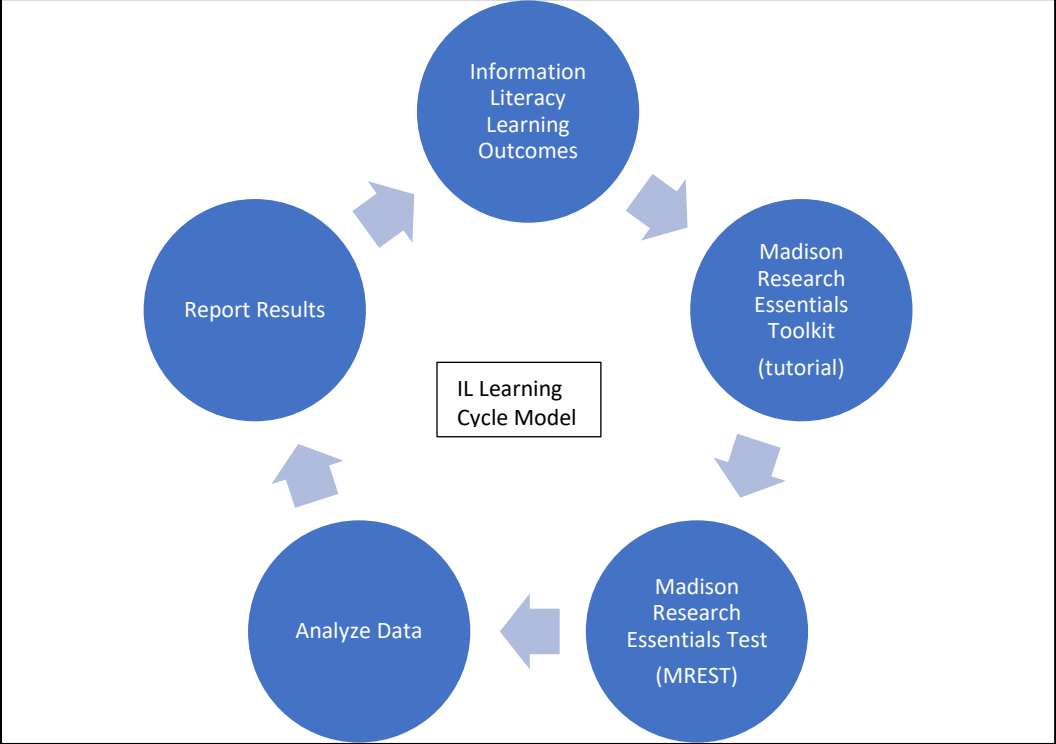 Information
Literacy
Learning
Outcomes
Madison
Research
Essentials
Toolkit
(tutorial)
Madison
Research
Essentials Test
(MREST)
Analyze Data
Report Results
IL Learning
Cycle Model